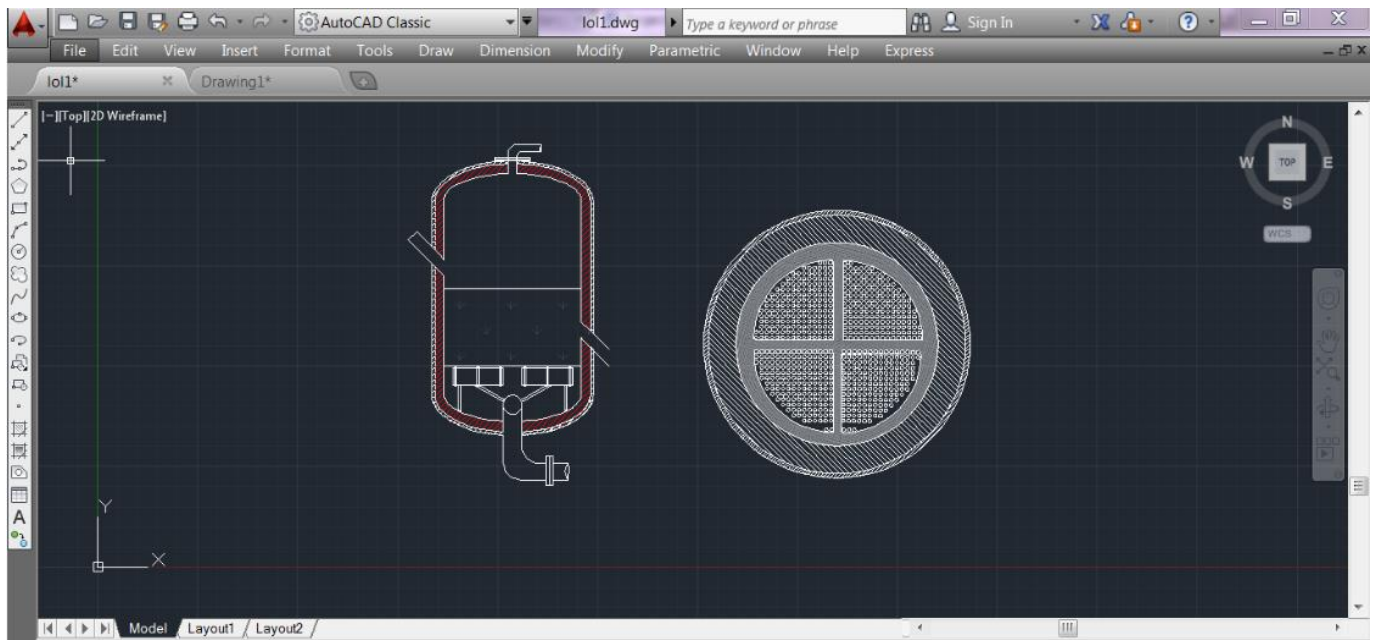 AutoCAD Classic lol1.dwg Type a keyword or phrase Sign In ?
File Edit View Insert Format Tools Draw Dimension Modify Parametric Window Help Express
lol1* Drawing1*
[−][Top][2D Wireframe]
N
W TOP E
S
WCS
A
Y
X
Model Layout1 Layout2